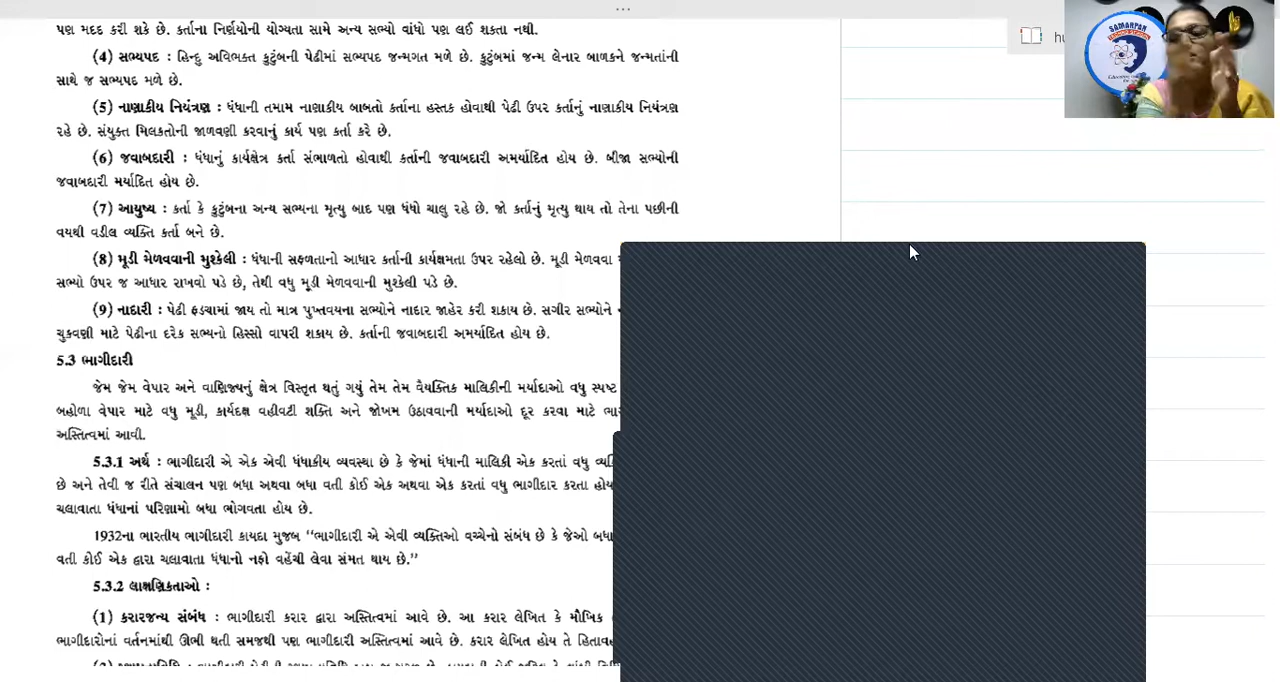 પણ મદદ કરી શકે છે. કર્તાના નિર્ણયોની યોગ્યતા સામે અન્ય સભ્યો વાંધો પણ લઈ શકતા નથી.
(4) સભ્યપદ : હિન્દુ અવિભક્ત કુટુંબની પેઢીમાં સભ્યપદ જન્મગત મળે છે. કુટુંબમાં જન્મ લેનાર બાળકને જન્મતાંની
સાથે જ સભ્યપદ મળે છે.
(5) નાણાકીય નિયંત્રણ : ધંધાની તમામ નાણાકીય બાબતો કર્તાના હસ્તક હોવાથી પેઢી ઉપર કર્તાનું નાણાકીય નિયંત્રણ
રહે છે. સંયુક્ત મિલકતોની જાળવણી કરવાનું કાર્ય પણ કર્તા કરે છે.
(6) જવાબદારી : ધંધાનું કાર્યક્ષેત્ર કર્તા સંભાળતો હોવાથી કર્તાની જવાબદારી અમર્યાદિત હોય છે. બીજા સભ્યોની
જવાબદારી મર્યાદિત હોય છે.
(7) આયુષ્ય : કર્તા કે કુટુંબના અન્ય સભ્યના મૃત્યુ બાદ પણ ધંધો ચાલુ રહે છે. જો કર્તાનું મૃત્યુ થાય તો તેના પછીની
વયથી વડીલ વ્યક્તિ કર્તા બને છે.
(8) મૂડી મેળવવાની મુશ્કેલી : ધંધાની સફળતાનો આધાર કર્તાની કાર્યક્ષમતા ઉપર રહેલો છે. મૂડી મેળવવા
સભ્યો ઉપર જ આધાર રાખવો પડે છે, તેથી વધુ મૂડી મેળવવાની મુશ્કેલી પડે છે.
(9) નાદારી : પેઢી ફડચામાં જાય તો માત્ર પુખ્તવયના સભ્યોને નાદાર જાહેર કરી શકાય છે. સગીર સભ્યોને
ચુકવણી માટે પેઢીના દરેક સભ્યનો હિસ્સો વાપરી શકાય છે. કર્તાની જવાબદારી અમર્યાદિત હોય છે.
5.3 ભાગીદારી
જેમ જેમ વેપાર અને વાણિજ્યનું ક્ષેત્ર વિસ્તૃત થતું ગયું તેમ તેમ વૈયક્તિક માલિકીની મર્યાદાઓ વધુ સ્પષ્ટ
બહોળા વેપાર માટે વધુ મૂડી, કાર્યદક્ષ વહીવટી શક્તિ અને જોખમ ઉઠાવવાની મર્યાદાઓ દૂર કરવા માટે
અસ્તિત્વમાં આવી.
5.3.1 અર્થ : ભાગીદારી એ એક એવી ધંધાકીય વ્યવસ્થા છે કે જેમાં ધંધાની માલિકી એક કરતાં વધુ
છે અને તેવી જ રીતે સંચાલન પણ બધા અથવા બધા વતી કોઈ એક અથવા એક કરતાં વધુ ભાગીદાર કરતા હોય
ચલાવાતા ધંધાનાં પરિણામો બધા ભોગવતા હોય છે.
1932ના ભારતીય ભાગીદારી કાયદા મુજબ “ભાગીદારી એ એવી વ્યક્તિઓ વચ્ચેનો સંબંધ છે કે જેઓ બધા
વતી કોઈ એક દ્વારા ચલાવાતા ધંધાનો નફો વહેંચી લેવા સંમત થાય છે.”
5.3.2 લાક્ષણિકતાઓ :
(1) કરારજન્ય સંબંધ : ભાગીદારી કરાર દ્વારા અસ્તિત્વમાં આવે છે. આ કરાર લેખિત કે મૌખિક
ભાગીદારોનાં વર્તનમાંથી ઊભી થતી સમજથી પણ ભાગીદારી અસ્તિત્વમાં આવે છે. કરાર લેખિત હોય તે
SAMARPAN